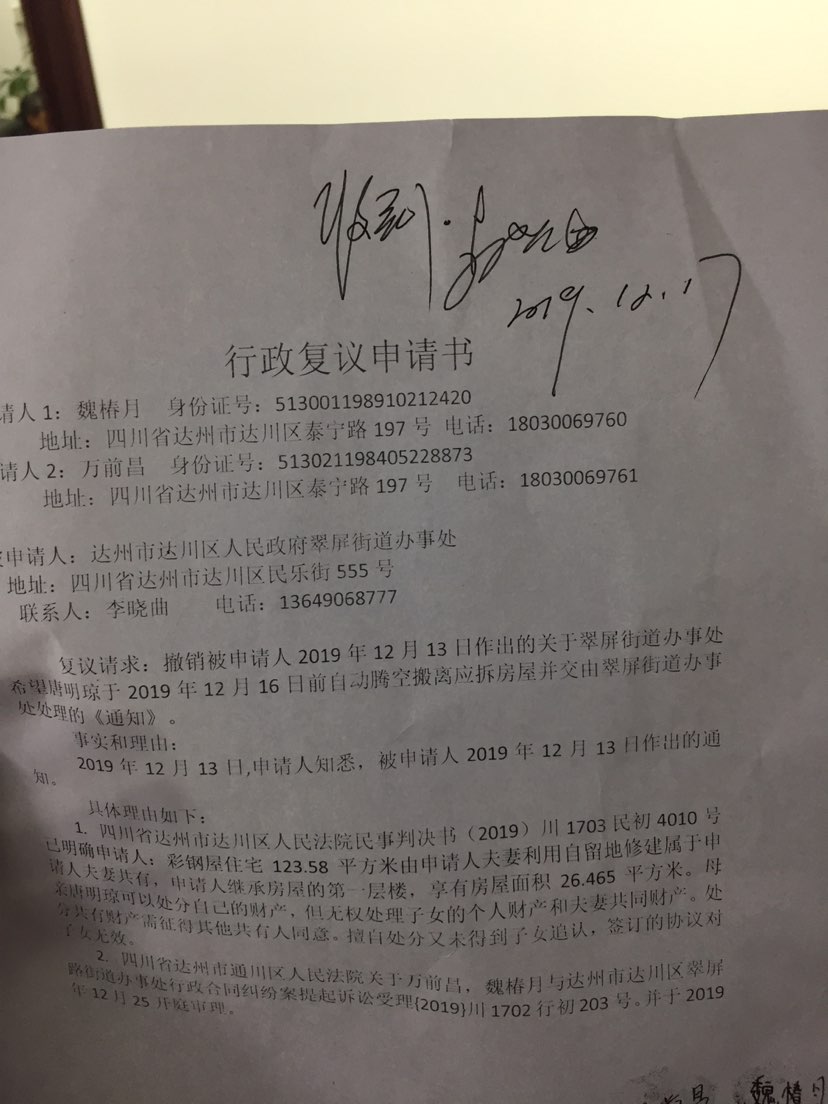 收到.
2019.12.17
行政复议申请书
请人1：魏椿月 身份证号：513001198910212420
地址：四川省达州市达川区泰宁路197号 电话：18030069760
请人2：万前昌 身份证号：513021198405228873
地址：四川省达州市达川区泰宁路197号 电话：18030069761
申请人：达州市达川区人民政府翠屏街道办事处
地址：四川省达州市达川区民乐街555号
联系人：李晓曲 电话：13649068777
复议请求：撤销被申请人2019年12月13日作出的关于翠屏街道办事处
希望唐明琼于2019年12月16日前自动腾空搬离应拆房屋并交由翠屏街道办事
处处理的《通知》。
事实和理由：
2019年12月13日,申请人知悉，被申请人2019年12月13日作出的通
知。
具体理由如下：
1. 四川省达州市达川区人民法院民事判决书（2019）川1703民初4010号
已明确申请人：彩钢屋住宅123.58平方米由申请人夫妻利用自留地修建属于申
请人夫妻共有，申请人继承房屋的第一层楼，享有房屋面积26.465平方米。母
亲唐明琼可以处分自己的财产，但无权处理子女的个人财产和夫妻共同财产。处
分共有财产需征得其他共有人同意。擅自处分又未得到子女追认，签订的协议对
子女无效。
2. 四川省达州市通川区人民法院关于万前昌，魏椿月与达州市达川区翠屏
路街道办事处行政合同纠纷案提起诉讼受理{2019}川1702行初203号。并于2019
年12月25开庭审理。
魏椿月